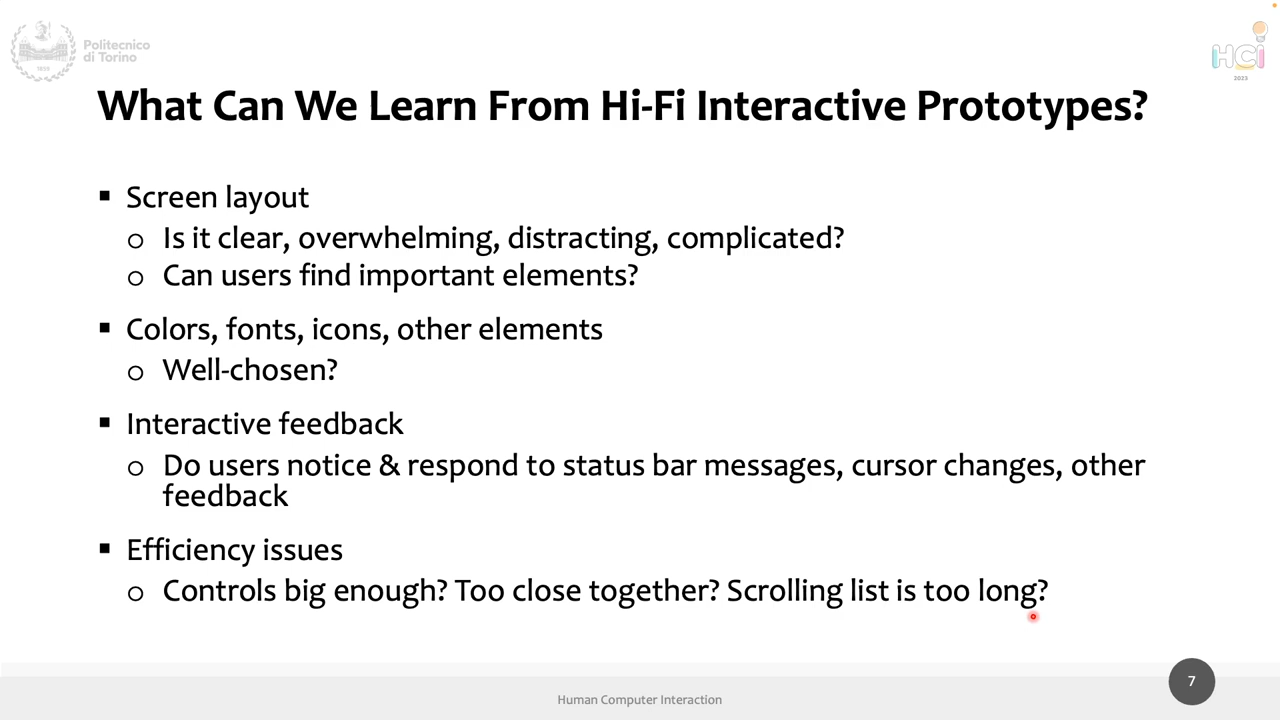 Politecnico
di Torino
1859
HCI
2023
What Can We Learn From Hi-Fi Interactive Prototypes?
▪ Screen layout
o Is it clear, overwhelming, distracting, complicated?
o Can users find important elements?
▪ Colors, fonts, icons, other elements
o Well-chosen?
▪ Interactive feedback
o Do users notice & respond to status bar messages, cursor changes, other
feedback
▪ Efficiency issues
o Controls big enough? Too close together? Scrolling list is too long?
Human Computer Interaction
7